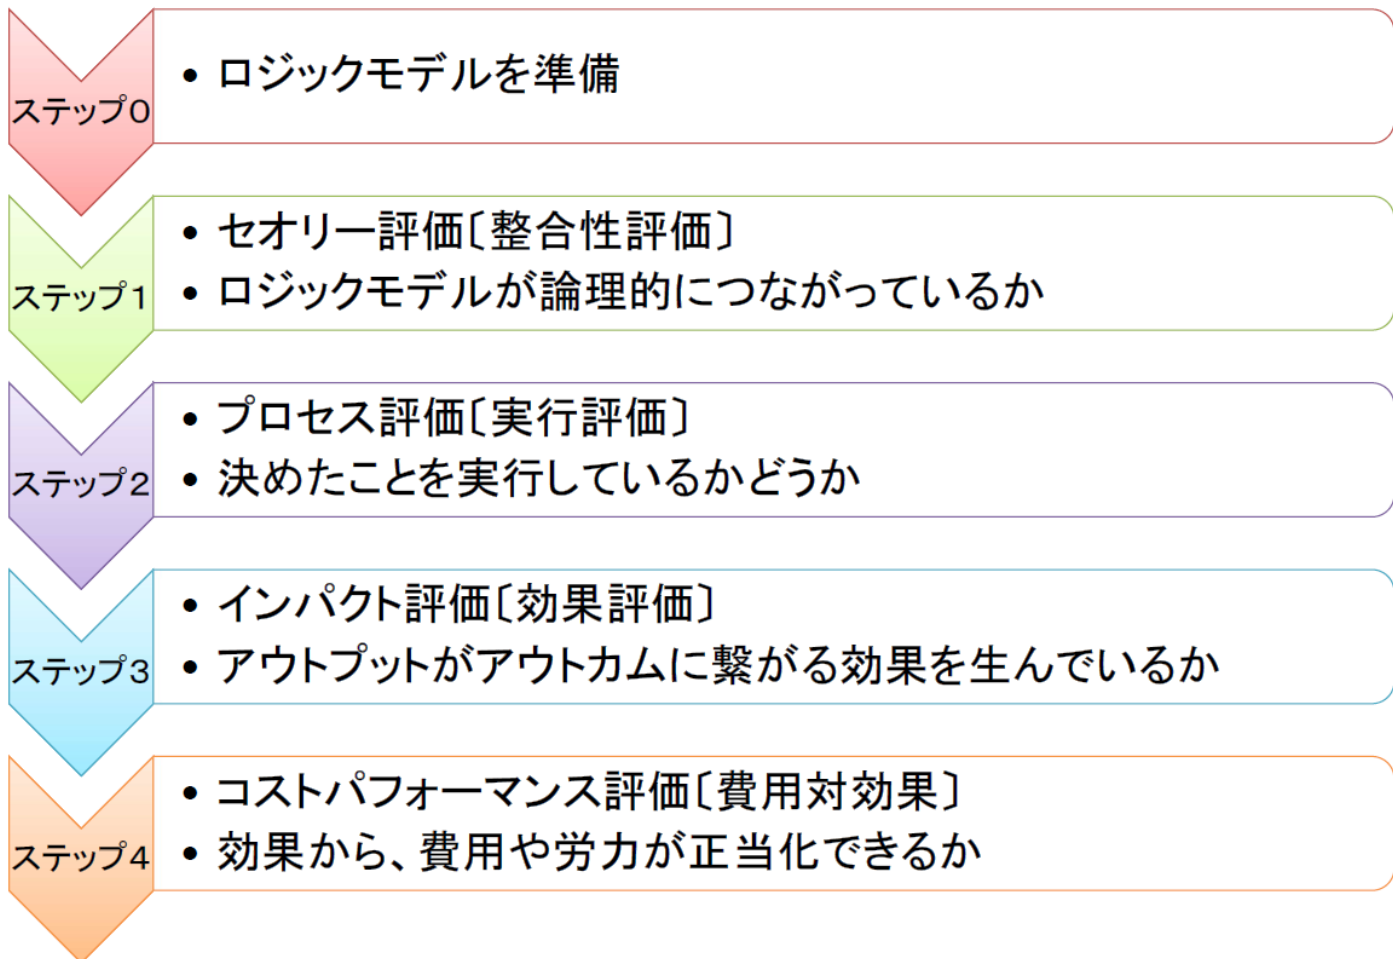 ステップ0
• ロジックモデルを準備
ステップ1
• セオリー評価〔整合性評価〕
• ロジックモデルが論理的につながっているか
ステップ2
• プロセス評価〔実行評価〕
• 決めたことを実行しているかどうか
ステップ3
• インパクト評価〔効果評価〕
• アウトプットがアウトカムに繋がる効果を生んでいるか
ステップ4
• コストパフォーマンス評価〔費用対効果〕
• 効果から、費用や労力が正当化できるか